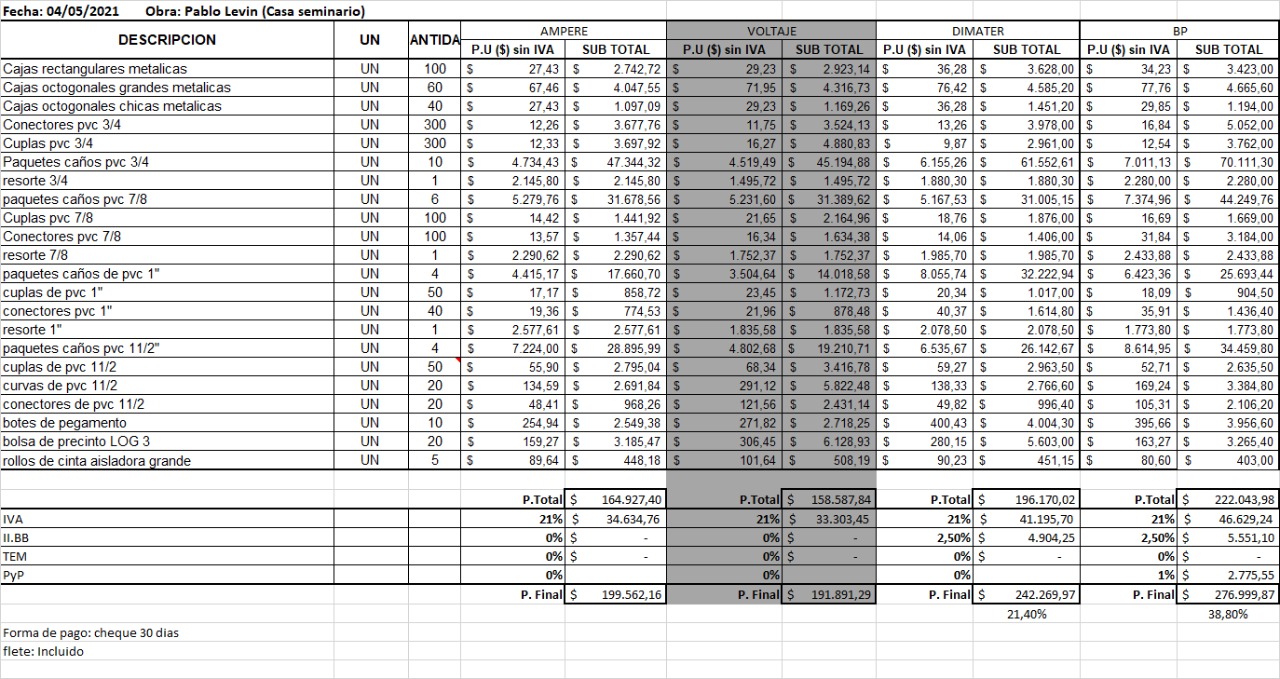 Fecha: 04/05/2021 Obra: Pablo Levin (Casa seminario)
AMPERE VOLTAJE DIMATER BP
DESCRIPCION UN ANTIDA P.U ($) sin IVA SUB TOTAL P.U ($) sin IVA SUB TOTAL P.U ($) sin IVA SUB TOTAL P.U ($) sin IVA SUB TOTAL
Cajas rectangulares metalicas UN 100 $ 27,43 $ 2.742,72 $ 29,23 $ 2.923,14 $ 36,28 $ 3.628,00 $ 34,23 $ 3.423,00
Cajas octogonales grandes metalicas UN 60 $ 67,46 $ 4.047,55 $ 71,95 $ 4.316,73 $ 76,42 $ 4.585,20 $ 77,76 $ 4.665,60
Cajas octogonales chicas metalicas UN 40 $ 27,43 $ 1.097,09 $ 29,23 $ 1.169,26 $ 36,28 $ 1.451,20 $ 29,85 $ 1.194,00
Conectores pvc 3/4 UN 300 $ 12,26 $ 3.677,76 $ 11,75 $ 3.524,13 $ 13,26 $ 3.978,00 $ 16,84 $ 5.052,00
Cuplas pvc 3/4 UN 300 $ 12,33 $ 3.697,92 $ 16,27 $ 4.880,83 $ 9,87 $ 2.961,00 $ 12,54 $ 3.762,00
Paquetes caños pvc 3/4 UN 10 $ 4.734,43 $ 47.344,32 $ 4.519,49 $ 45.194,88 $ 6.155,26 $ 61.552,61 $ 7.011,13 $ 70.111,30
resorte 3/4 UN 1 $ 2.145,80 $ 2.145,80 $ 1.495,72 $ 1.495,72 $ 1.880,30 $ 1.880,30 $ 2.280,00 $ 2.280,00
paquetes caños pvc 7/8 UN 6 $ 5.279,76 $ 31.678,56 $ 5.231,60 $ 31.389,62 $ 5.167,53 $ 31.005,15 $ 7.374,96 $ 44.249,76
Cuplas pvc 7/8 UN 100 $ 14,42 $ 1.441,92 $ 21,65 $ 2.164,96 $ 18,76 $ 1.876,00 $ 16,69 $ 1.669,00
Conectores pvc 7/8 UN 100 $ 13,57 $ 1.357,44 $ 16,34 $ 1.634,38 $ 14,06 $ 1.406,00 $ 31,84 $ 3.184,00
resorte 7/8 UN 1 $ 2.290,62 $ 2.290,62 $ 1.752,37 $ 1.752,37 $ 1.985,70 $ 1.985,70 $ 2.433,88 $ 2.433,88
paquetes caños de pvc 1" UN 4 $ 4.415,17 $ 17.660,70 $ 3.504,64 $ 14.018,58 $ 8.055,74 $ 32.222,94 $ 6.423,36 $ 25.693,44
cuplas de pvc 1" UN 50 $ 17,17 $ 858,72 $ 23,45 $ 1.172,73 $ 20,34 $ 1.017,00 $ 18,09 $ 904,50
conectores pvc 1" UN 40 $ 19,36 $ 774,53 $ 21,96 $ 878,48 $ 40,37 $ 1.614,80 $ 35,91 $ 1.436,40
resorte 1" UN 1 $ 2.577,61 $ 2.577,61 $ 1.835,58 $ 1.835,58 $ 2.078,50 $ 2.078,50 $ 1.773,80 $ 1.773,80
paquetes caños pvc 11/2" UN 4 $ 7.224,00 $ 28.895,99 $ 4.802,68 $ 19.210,71 $ 6.535,67 $ 26.142,67 $ 8.614,95 $ 34.459,80
cuplas de pvc 11/2 UN 50 $ 55,90 $ 2.795,04 $ 68,34 $ 3.416,78 $ 59,27 $ 2.963,50 $ 52,71 $ 2.635,50
curvas de pvc 11/2 UN 20 $ 134,59 $ 2.691,84 $ 291,12 $ 5.822,48 $ 138,33 $ 2.766,60 $ 169,24 $ 3.384,80
conectores de pvc 11/2 UN 20 $ 48,41 $ 968,26 $ 121,56 $ 2.431,14 $ 49,82 $ 996,40 $ 105,31 $ 2.106,20
botes de pegamento UN 10 $ 254,94 $ 2.549,38 $ 271,82 $ 2.718,25 $ 400,43 $ 4.004,30 $ 395,66 $ 3.956,60
bolsa de precinto LOG 3 UN 20 $ 159,27 $ 3.185,47 $ 306,45 $ 6.128,93 $ 280,15 $ 5.603,00 $ 163,27 $ 3.265,40
rollos de cinta aisladora grande UN 5 $ 89,64 $ 448,18 $ 101,64 $ 508,19 $ 90,23 $ 451,15 $ 80,60 $ 403,00
P.Total $ 164.927,40 P.Total $ 158.587,84 P.Total $ 196.170,02 P.Total $ 222.043,98
IVA 21% $ 34.634,76 21% $ 33.303,45 21% $ 41.195,70 21% $ 46.629,24
II.BB 0% $ - 0% $ - 2,50% $ 4.904,25 2,50% $ 5.551,10
TEM 0% $ - 0% $ - 0% $ - 0% $ -
PyP 0% 0% 0% 1% $ 2.775,55
P. Final $ 199.562,16 P. Final $ 191.891,29 P. Final $ 242.269,97 P. Final $ 276.999,87
21,40% 38,80%
Forma de pago: cheque 30 dias
flete: Incluido